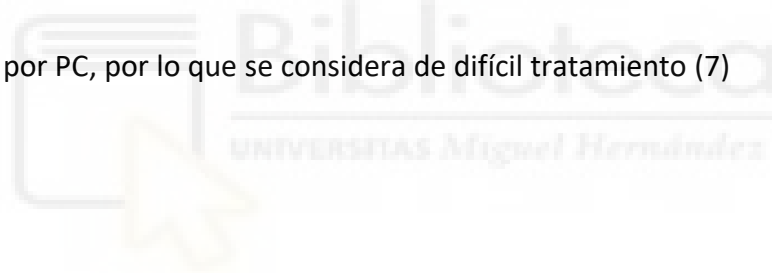 por PC, por lo que se considera de difícil tratamiento (7)
Biblioteca
UNIVERSITAS Miguel Hernández